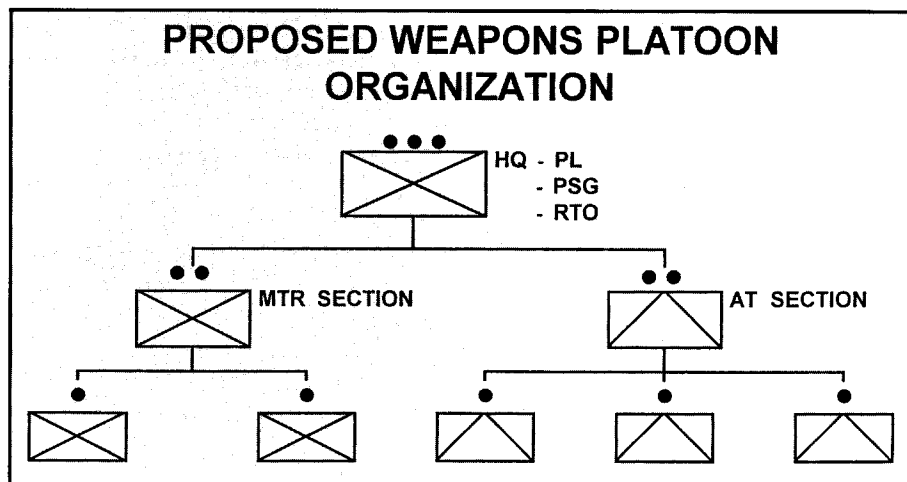 PROPOSED WEAPONS PLATOON
ORGANIZATION
HQ - PL
- PSG
- RTO
MTR SECTION
AT SECTION